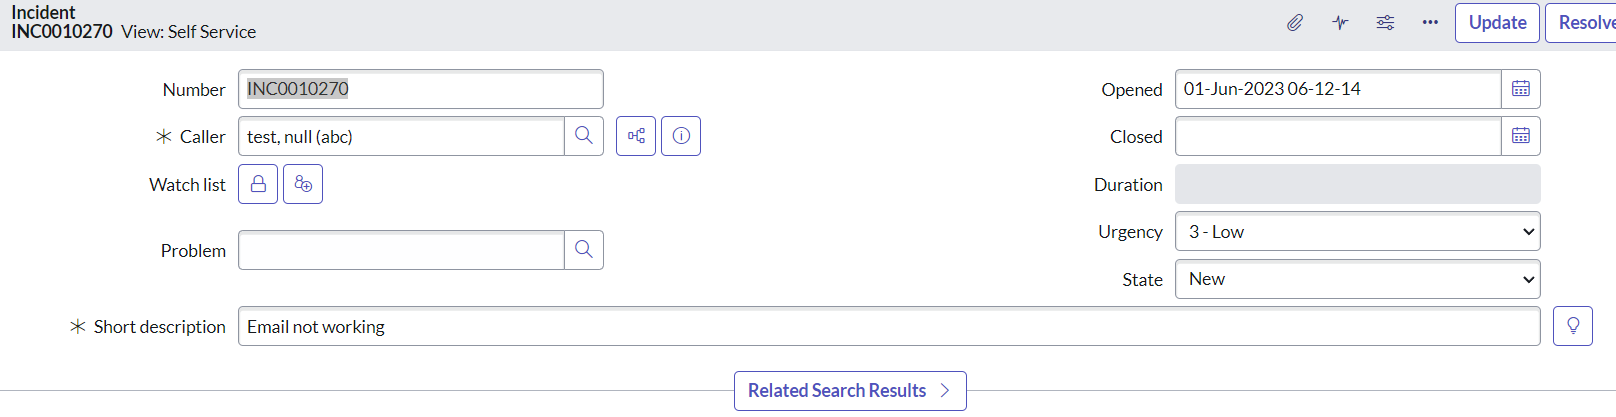 Incident
INC0010270 View: Self Service
Update
Resolve
Number
INC0010270
Opened
01-Jun-2023 06-12-14
Caller
test, null (abc)
Closed
Watch list
Duration
Urgency
3 - Low
Problem
State
New
Short description
Email not working
Related Search Results